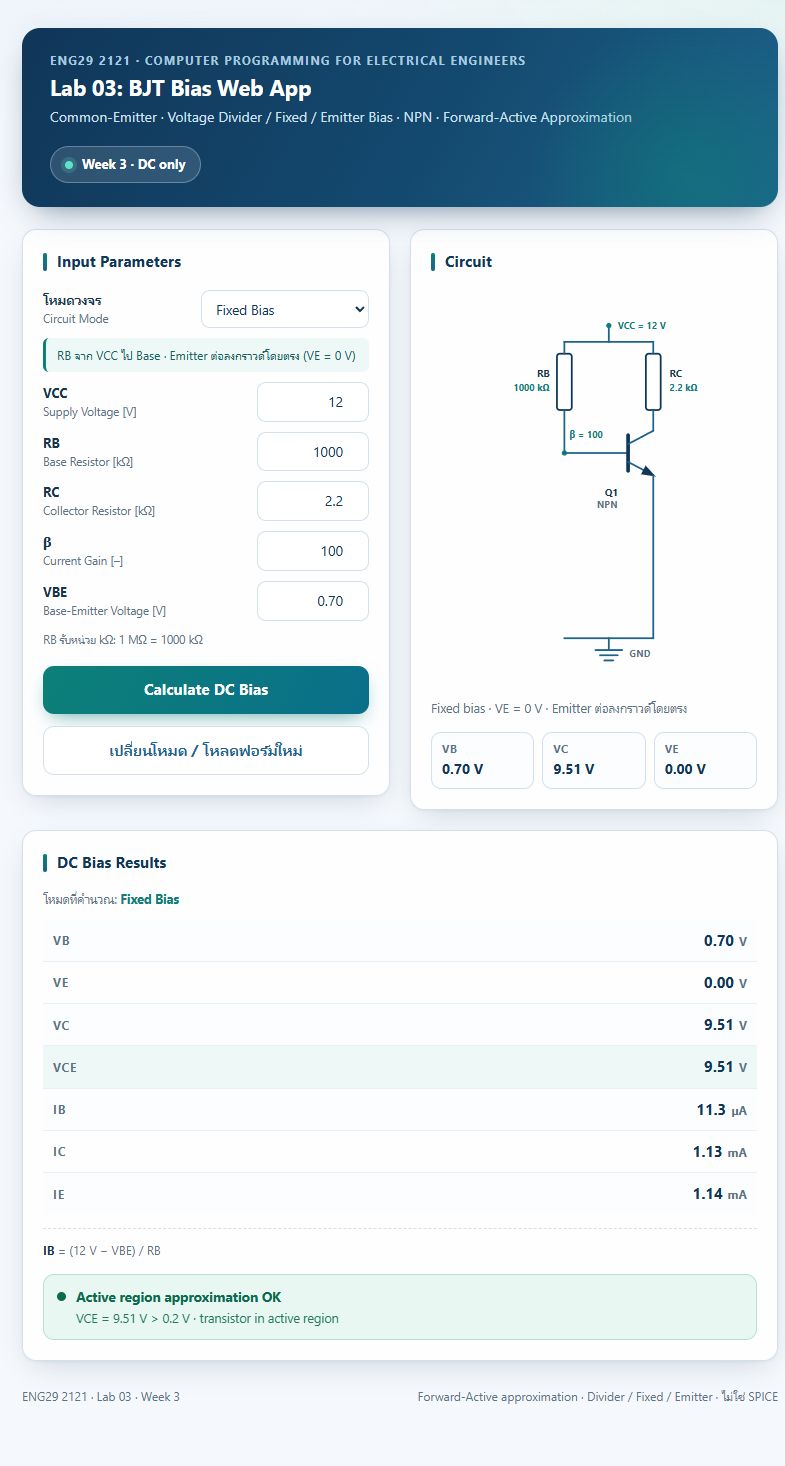 ENG29 2121 · COMPUTER PROGRAMMING FOR ELECTRICAL ENGINEERS
Lab 03: BJT Bias Web App
Common-Emitter · Voltage Divider / Fixed / Emitter Bias · NPN · Forward-Active Approximation
Week 3 · DC only
Input Parameters
โหมดวงจร
Circuit Mode
Fixed Bias
RB จาก VCC ไป Base · Emitter ต่อลงกราวด์โดยตรง (VE = 0 V)
VCC
Supply Voltage [V]
12
RB
Base Resistor [kΩ]
1000
RC
Collector Resistor [kΩ]
2.2
β
Current Gain [–]
100
VBE
Base-Emitter Voltage [V]
0.70
RB รับหน่วย kΩ: 1 MΩ = 1000 kΩ
Calculate DC Bias
เปลี่ยนโหมด / โหลดฟอร์มใหม่
Circuit
VCC = 12 V
RB
1000 kΩ
RC
2.2 kΩ
β = 100
Q1
NPN
GND
Fixed bias · VE = 0 V · Emitter ต่อลงกราวด์โดยตรง
VB
0.70 V
VC
9.51 V
VE
0.00 V
DC Bias Results
โหมดที่คำนวณ: Fixed Bias
VB 0.70 V
VE 0.00 V
VC 9.51 V
VCE 9.51 V
IB 11.3 µA
IC 1.13 mA
IE 1.14 mA
IB = (12 V − VBE) / RB
Active region approximation OK
VCE = 9.51 V > 0.2 V · transistor in active region
ENG29 2121 · Lab 03 · Week 3
Forward-Active approximation · Divider / Fixed / Emitter · ไม่ใช่ SPICE